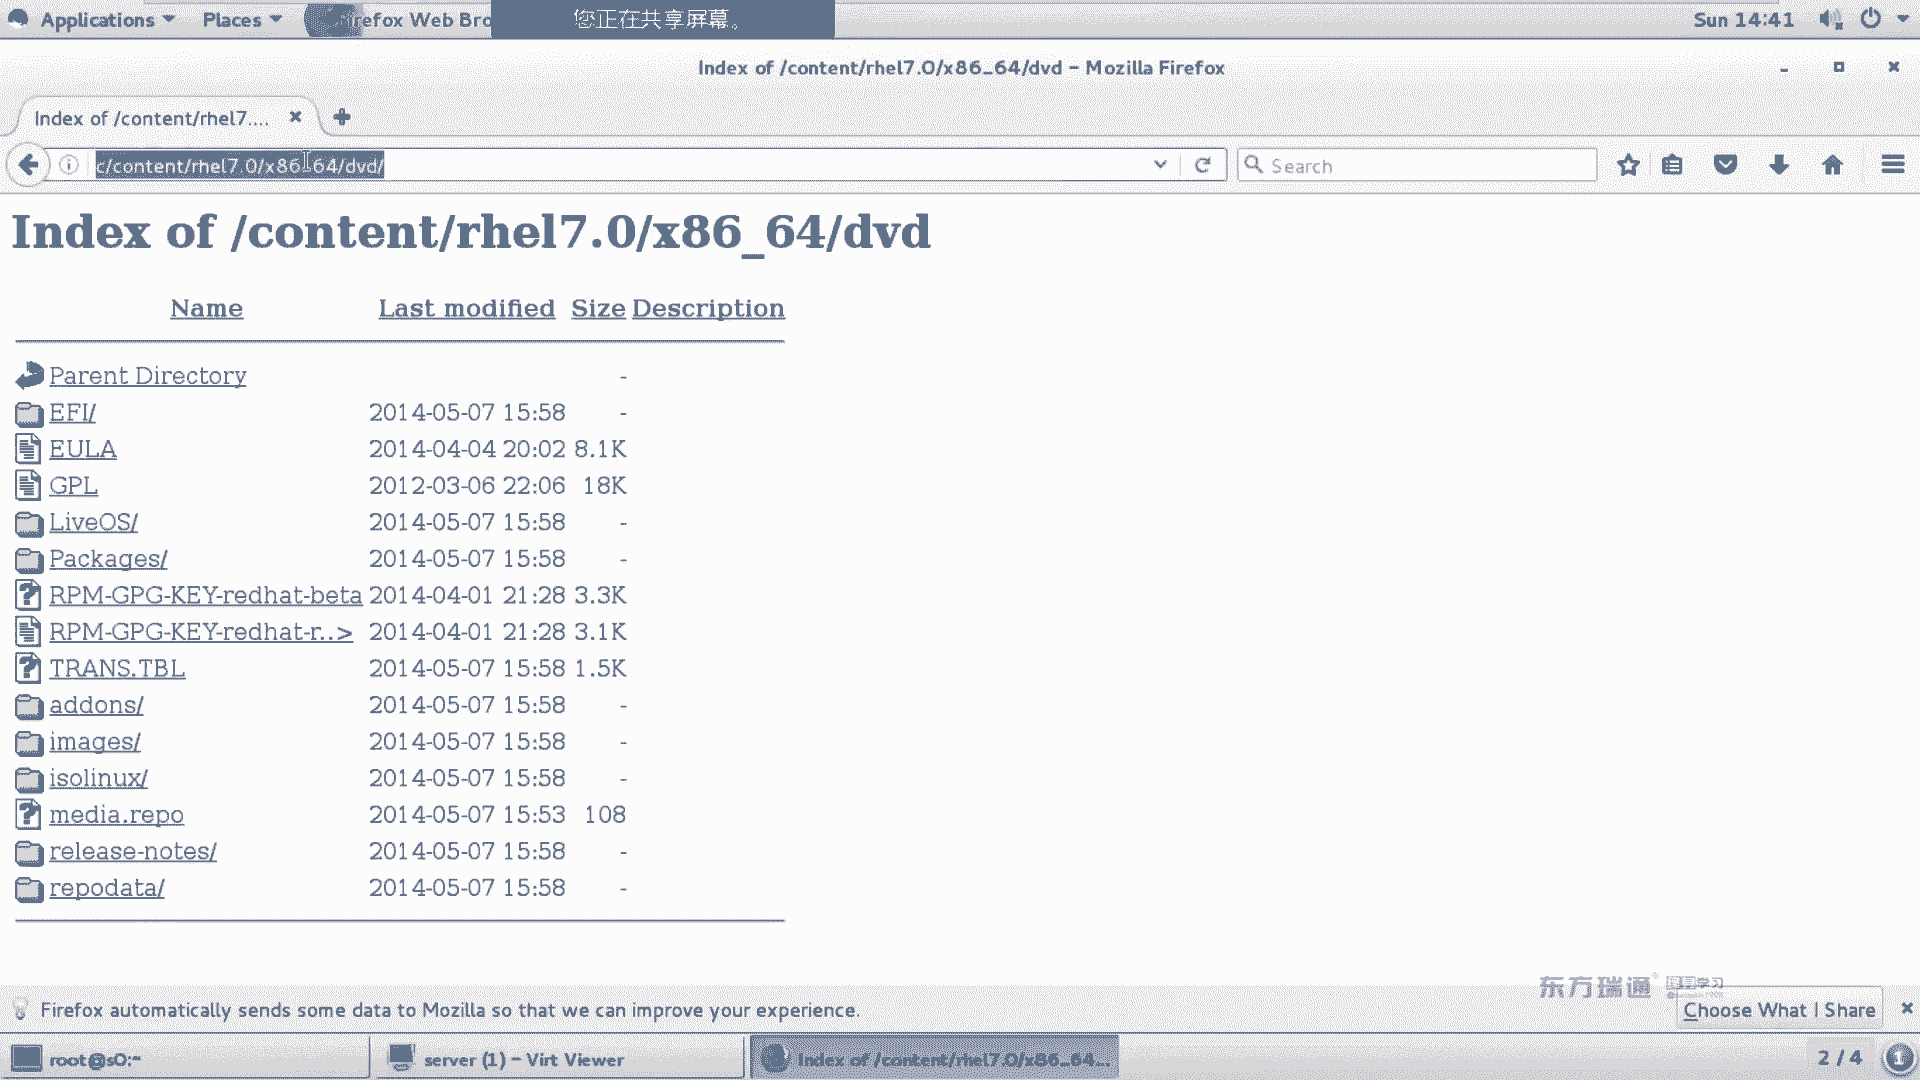 Applications Places Firefox Web Bro 您正在共享屏幕。 Sun 14:41
Index of /content/rhel7.0/x86_64/dvd - Mozilla Firefox
Index of /content/rhel7....
c/content/rhel7.0/x86_64/dvd/ Search
Index of /content/rhel7.0/x86_64/dvd
Name Last modified Size Description
Parent Directory -
EFI/ 2014-05-07 15:58 -
EULA 2014-04-04 20:02 8.1K
GPL 2012-03-06 22:06 18K
LiveOS/ 2014-05-07 15:58 -
Packages/ 2014-05-07 15:58 -
RPM-GPG-KEY-redhat-beta 2014-04-01 21:28 3.3K
RPM-GPG-KEY-redhat-r..> 2014-04-01 21:28 3.1K
TRANS.TBL 2014-05-07 15:58 1.5K
addons/ 2014-05-07 15:58 -
images/ 2014-05-07 15:58 -
isolinux/ 2014-05-07 15:58 -
media.repo 2014-05-07 15:53 108
release-notes/ 2014-05-07 15:58 -
repodata/ 2014-05-07 15:58 -
东方瑞通®
Firefox automatically sends some data to Mozilla so that we can improve your experience. Choose What I Share
root@s0:~ server (1) - Virt Viewer Index of /content/rhel7.0/x86_64... 2 / 4 1